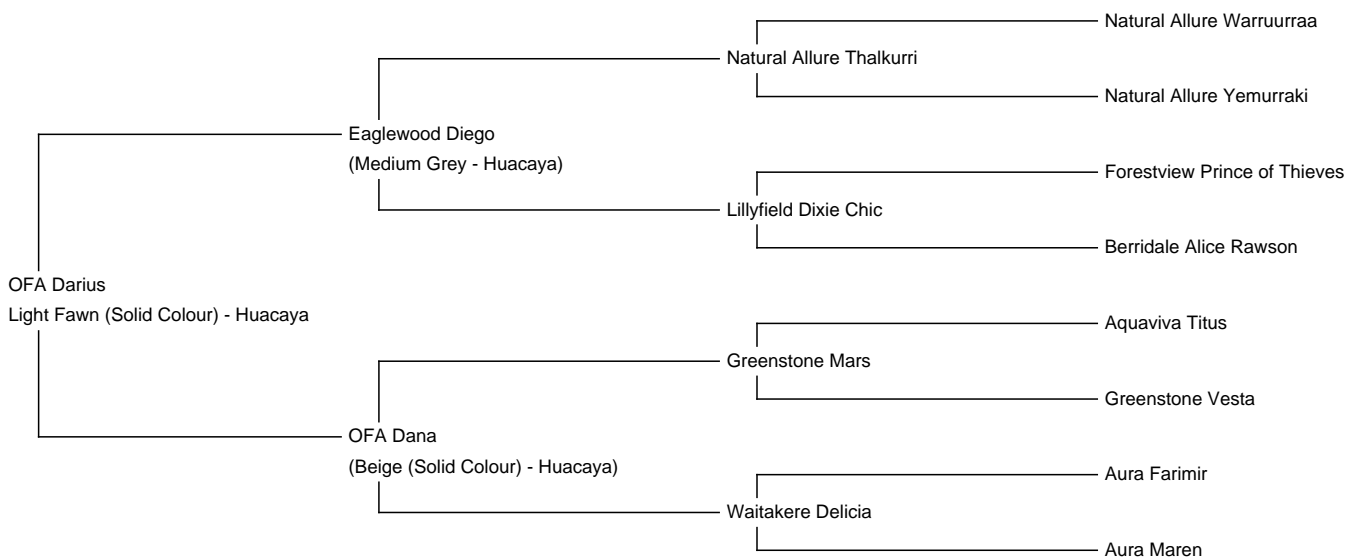 Natural Allure Warruurraa
Natural Allure Thalkurri
Natural Allure Yemurraki
Eaglewood Diego
(Medium Grey - Huacaya)
Forestview Prince of Thieves
Lillyfield Dixie Chic
Berridale Alice Rawson
OFA Darius
Light Fawn (Solid Colour) - Huacaya
Aquaviva Titus
Greenstone Mars
Greenstone Vesta
OFA Dana
(Beige (Solid Colour) - Huacaya)
Aura Farimir
Waitakere Delicia
Aura Maren